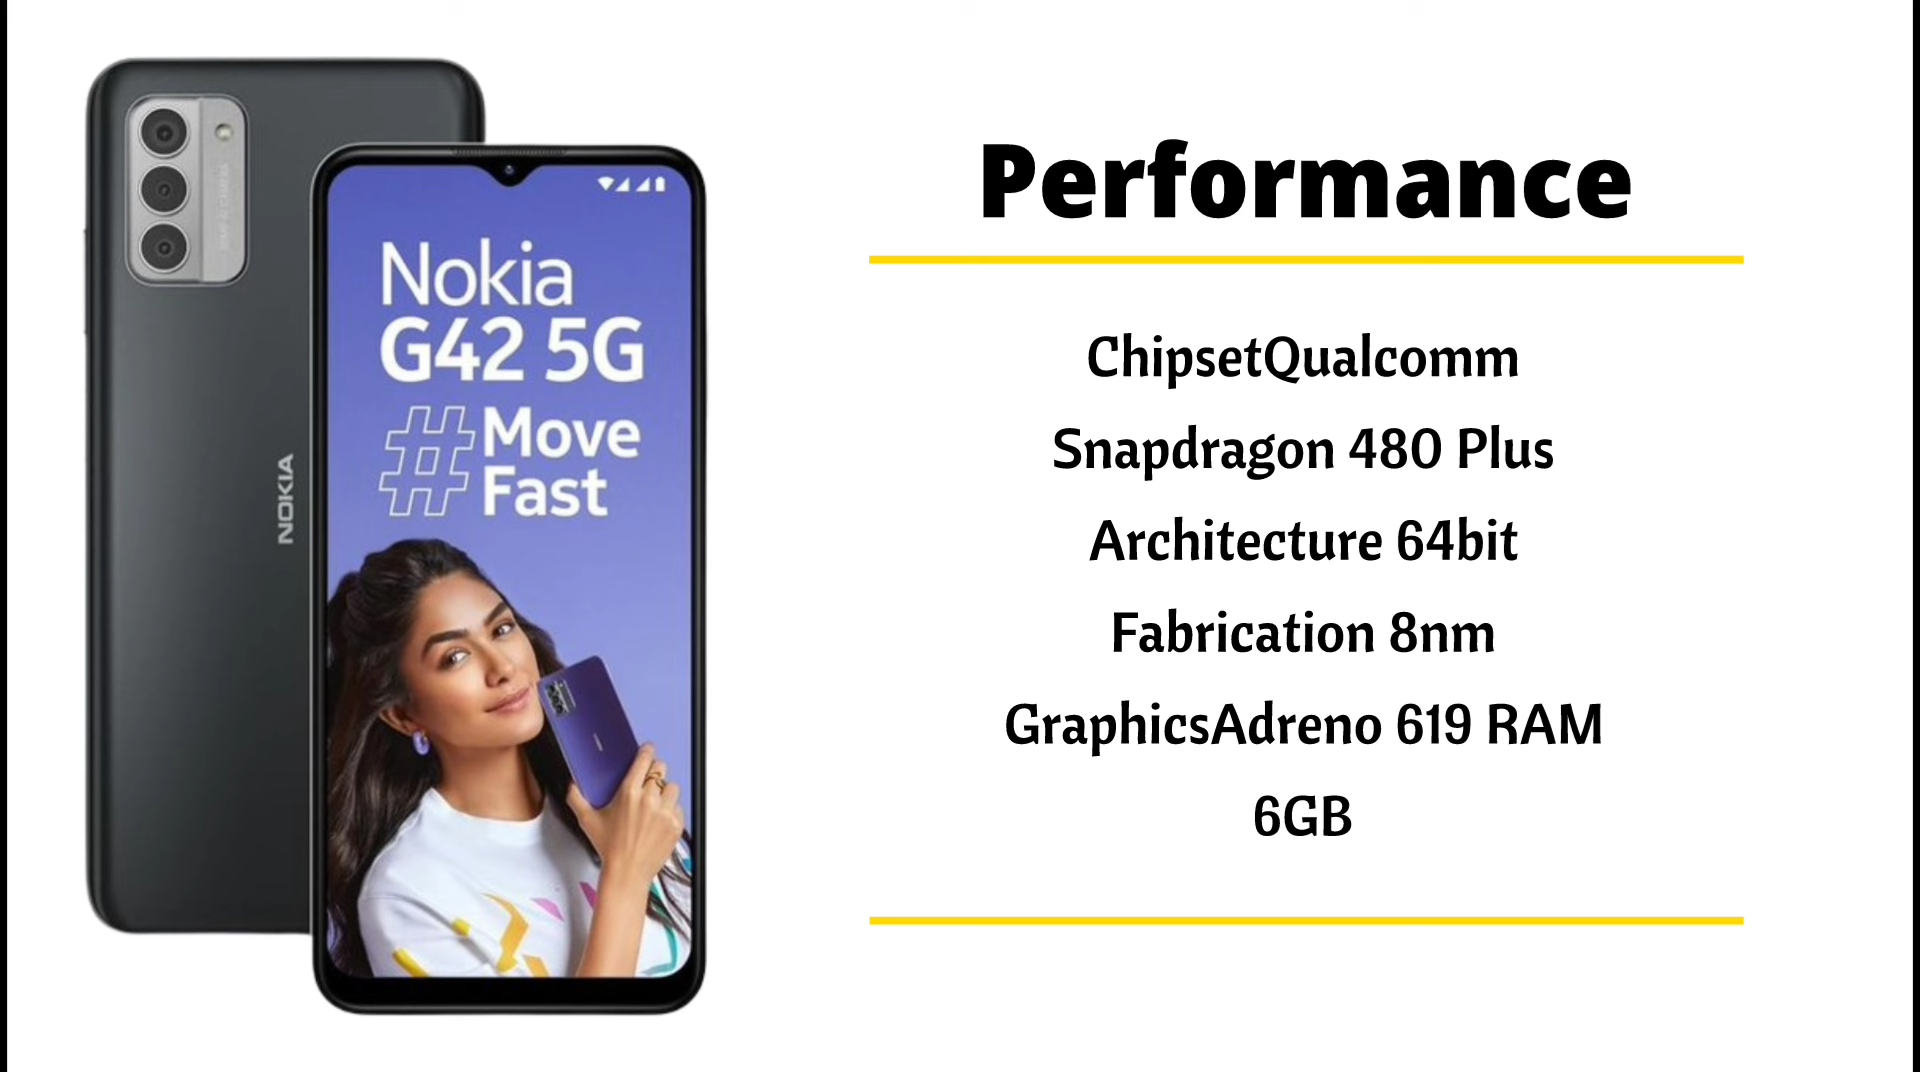 Performance
Nokia
G42 5G
#Move
Fast
NOKIA
ChipsetQualcomm
Snapdragon 480 Plus
Architecture 64bit
Fabrication 8nm
GraphicsAdreno 619 RAM
6GB